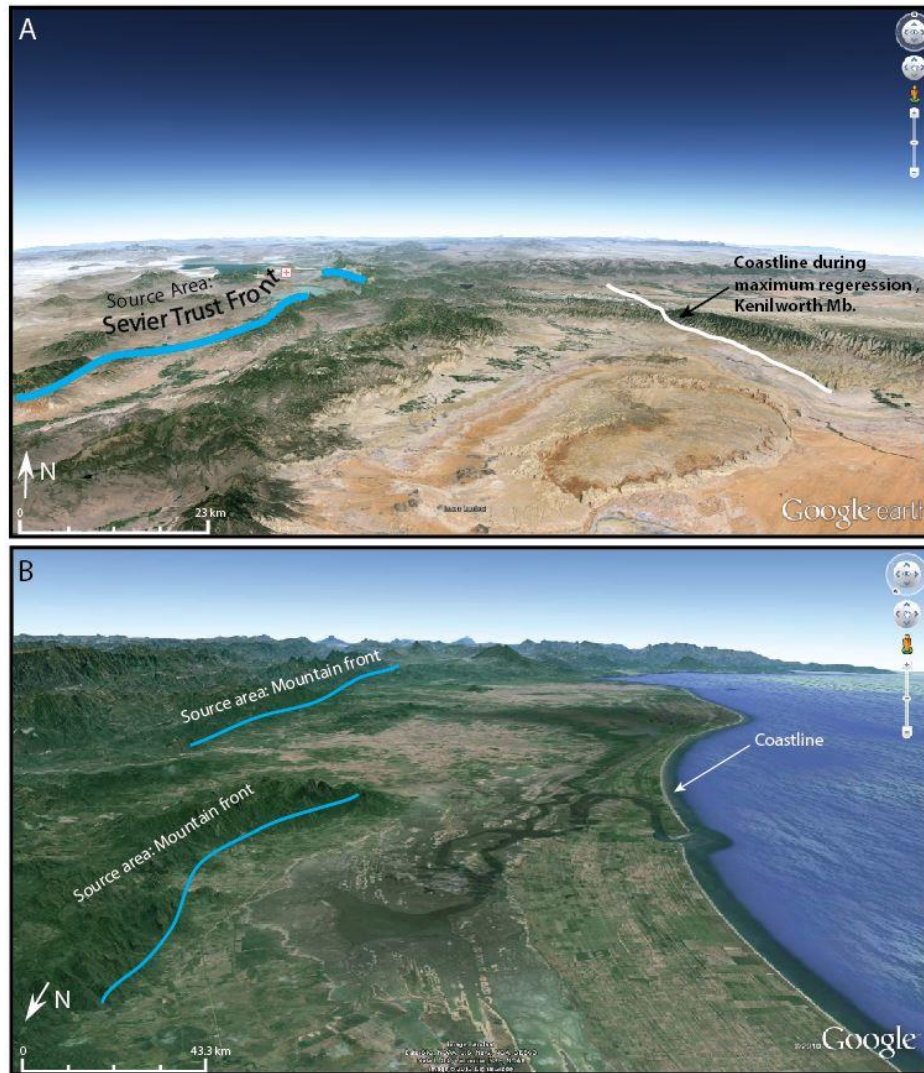 A
Source Area:
Sevier Trust Front
Coastline during
maximum regeression ,
Kenilworth Mb.
N
0
23 km
Google earth
B
Source area: Mountain front
Coastline
Source area: Mountain front
N
0
43.3 km
Google